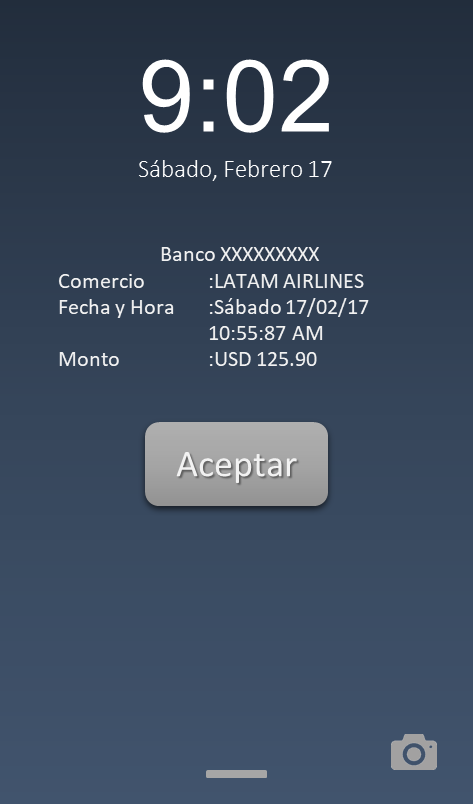 9:02
Sábado, Febrero 17
Banco XXXXXXXXX
Comercio :LATAM AIRLINES
Fecha y Hora :Sábado 17/02/17
10:55:87 AM
Monto :USD 125.90
Aceptar